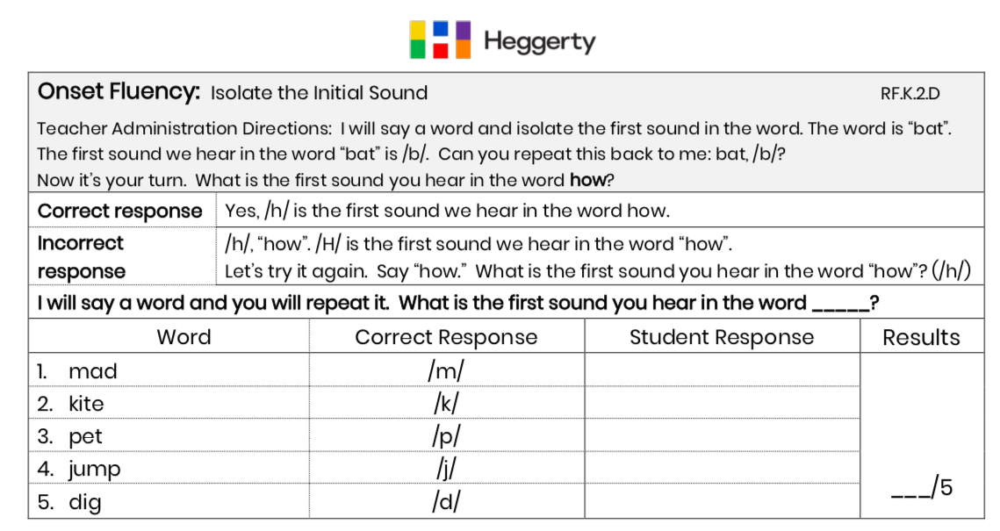 Heggerty
Onset Fluency: Isolate the Initial Sound RF.K.2.D
Teacher Administration Directions: I will say a word and isolate the first sound in the word. The word is “bat”.
The first sound we hear in the word “bat” is /b/. Can you repeat this back to me: bat, /b/?
Now it’s your turn. What is the first sound you hear in the word how?
Correct response Yes, /h/ is the first sound we hear in the word how.
Incorrect response /h/, “how”. /H/ is the first sound we hear in the word “how”.
Let’s try it again. Say “how.” What is the first sound you hear in the word “how”? (/h/)
I will say a word and you will repeat it. What is the first sound you hear in the word _____?
Word Correct Response Student Response Results
1. mad /m/
2. kite /k/
3. pet /p/
4. jump /j/
5. dig /d/
___/5